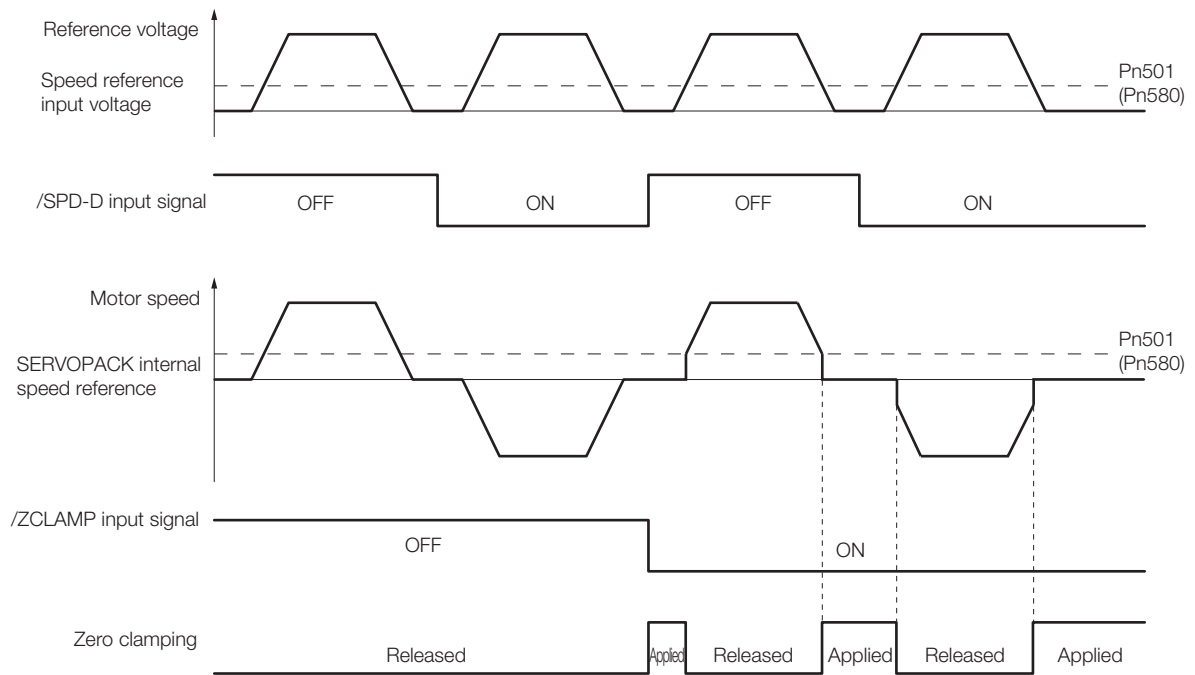 Reference voltage
Speed reference
input voltage
Pn501
(Pn580)
/SPD-D input signal
OFF
ON
OFF
ON
Motor speed
SERVOPACK internal
speed reference
Pn501
(Pn580)
/ZCLAMP input signal
OFF
ON
Zero clamping
Released
Applied
Released
Applied
Released
Applied